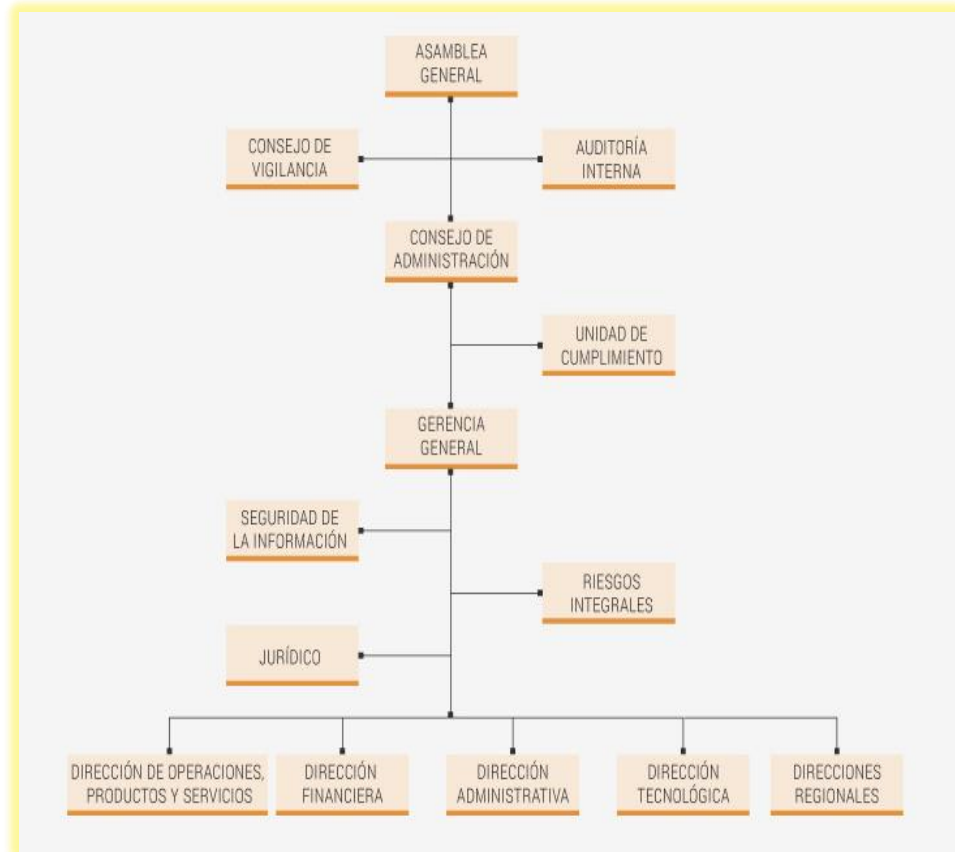 ASAMBLEA
GENERAL
CONSEJO DE
VIGILANCIA
AUDITORÍA
INTERNA
CONSEJO DE
ADMINISTRACIÓN
UNIDAD DE
CUMPLIMIENTO
GERENCIA
GENERAL
SEGURIDAD DE
LA INFORMACIÓN
RIESGOS
INTEGRALES
JURÍDICO
DIRECCIÓN DE OPERACIONES,
PRODUCTOS Y SERVICIOS
DIRECCIÓN
FINANCIERA
DIRECCIÓN
ADMINISTRATIVA
DIRECCIÓN
TECNOLÓGICA
DIRECCIONES
REGIONALES